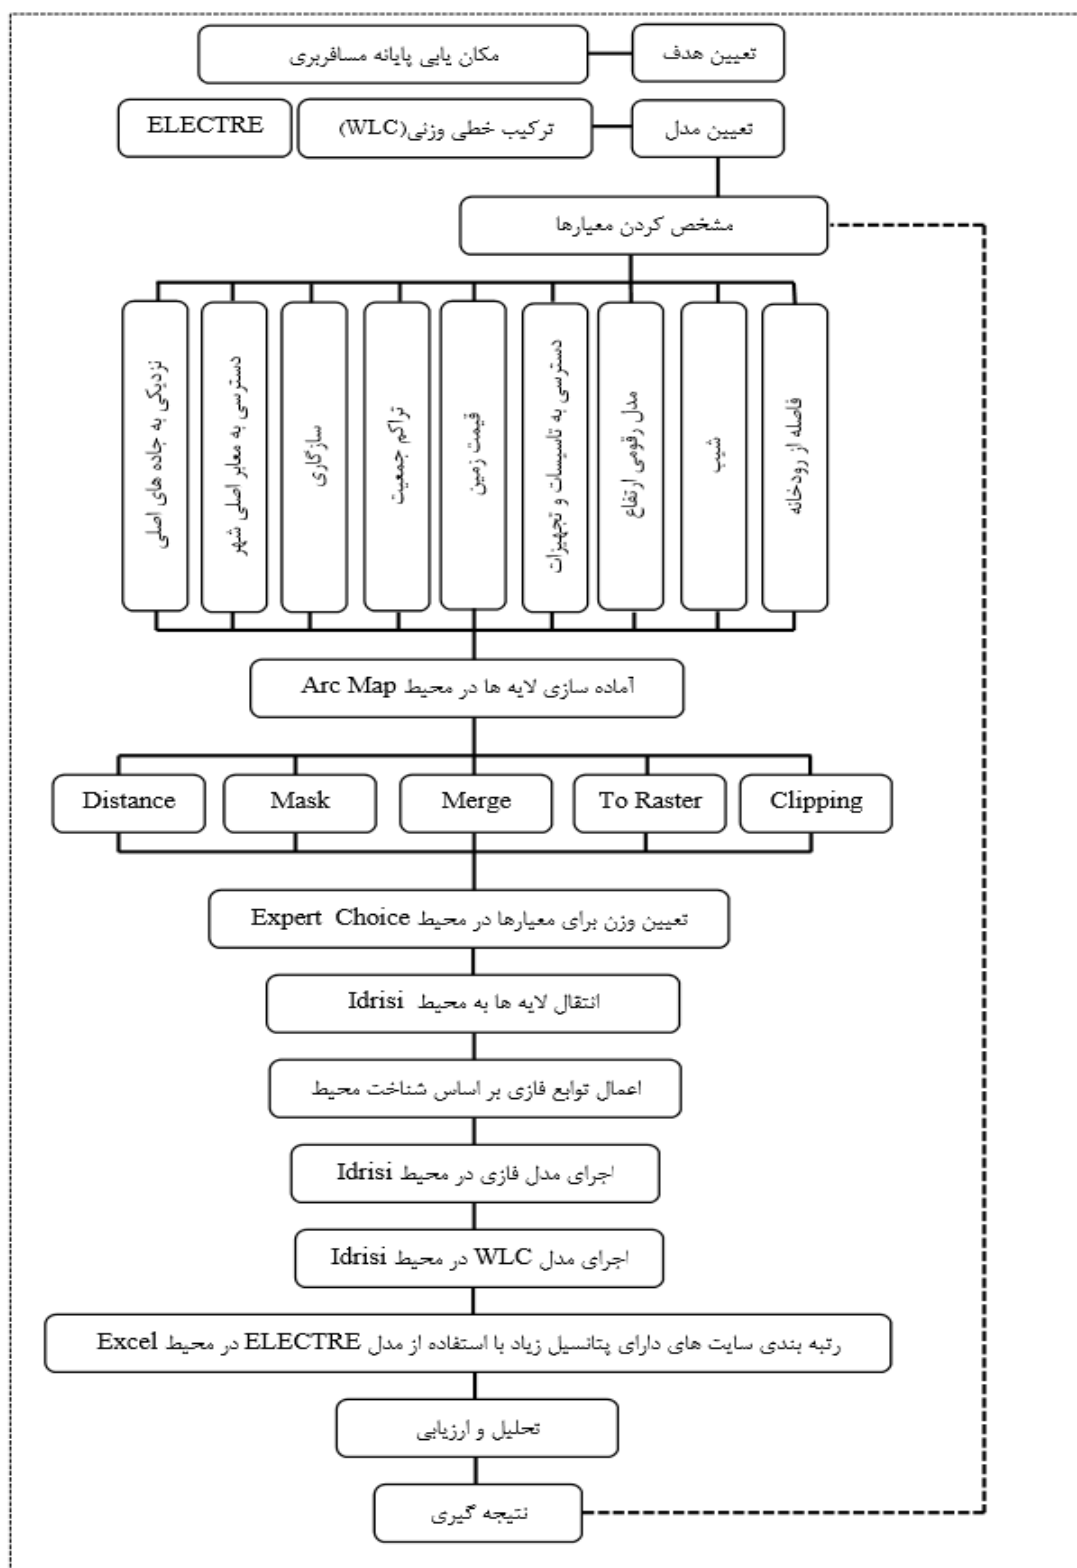 تعیین هدف
مکان یابی پایانه مسافربری
تعیین مدل
ترکیب خطی وزنی(WLC)
ELECTRE
مشخص کردن معیارها
فاصله از رودخانه
شیب
مدل رقومی ارتفاع
دسترسی به تاسیسات و تجهیزات
قیمت زمین
تراکم جمعیت
سازگاری
دسترسی به معابر اصلی شهر
نزدیکی به جاده های اصلی
آماده سازی لایه ها در محیط Arc Map
Distance
Mask
Merge
To Raster
Clipping
تعیین وزن برای معیارها در محیط Expert Choice
انتقال لایه ها به محیط Idrisi
اعمال توابع فازی بر اساس شناخت محیط
اجرای مدل فازی در محیط Idrisi
اجرای مدل WLC در محیط Idrisi
رتبه بندی سایت های دارای پتانسیل زیاد با استفاده از مدل ELECTRE در محیط Excel
تحلیل و ارزیابی
نتیجه گیری